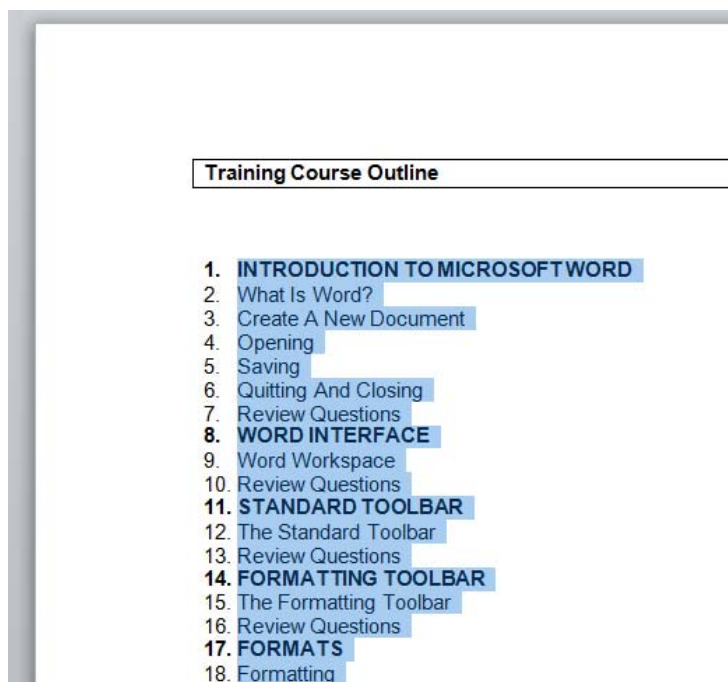 Training Course Outline
1. INTRODUCTION TO MICROSOFT WORD
2. What Is Word?
3. Create A New Document
4. Opening
5. Saving
6. Quitting And Closing
7. Review Questions
8. WORD INTERFACE
9. Word Workspace
10. Review Questions
11. STANDARD TOOLBAR
12. The Standard Toolbar
13. Review Questions
14. FORMATTING TOOLBAR
15. The Formatting Toolbar
16. Review Questions
17. FORMATS
18. Formatting